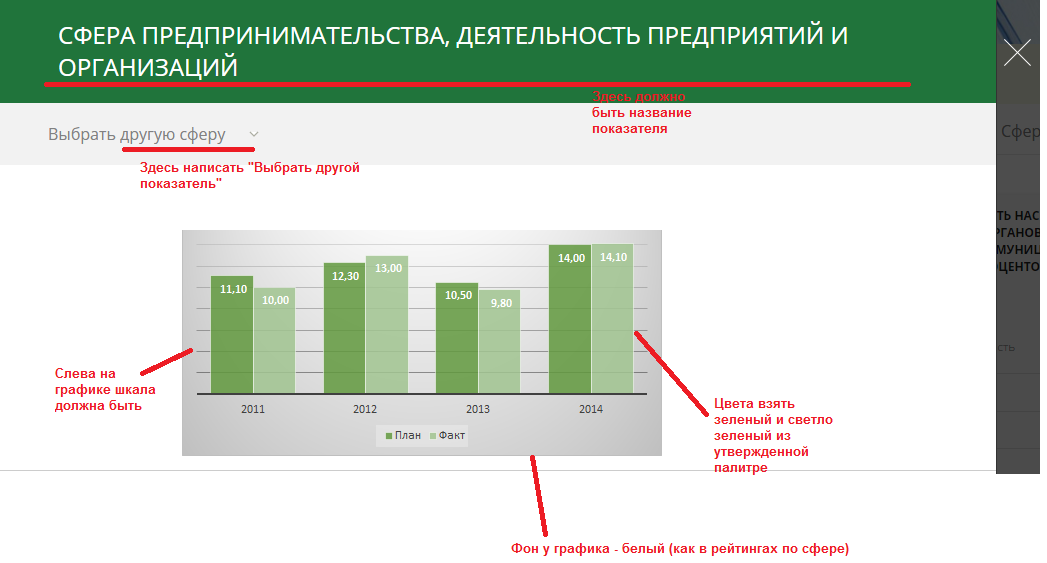 СФЕРА ПРЕДПРИНИМАТЕЛЬСТВА, ДЕЯТЕЛЬНОСТЬ ПРЕДПРИЯТИЙ И
ОРГАНИЗАЦИЙ
Здесь должно
быть название
показателя
Выбрать другую сферу
Сфер
Здесь написать "Выбрать другой
показатель"
ТЬ НАС
РГАНОВ
МУНИЦ
ОЦЕНТО
11,10
10,00
12,30
13,00
10,50
9,80
14,00
14,10
сть
Слева на
графике шкала
должна быть
2011
2012
2013
2014
План
Факт
Цвета взять
зеленый и светло
зеленый из
утвержденной
палитре
Фон у графика - белый (как в рейтингах по сфере)